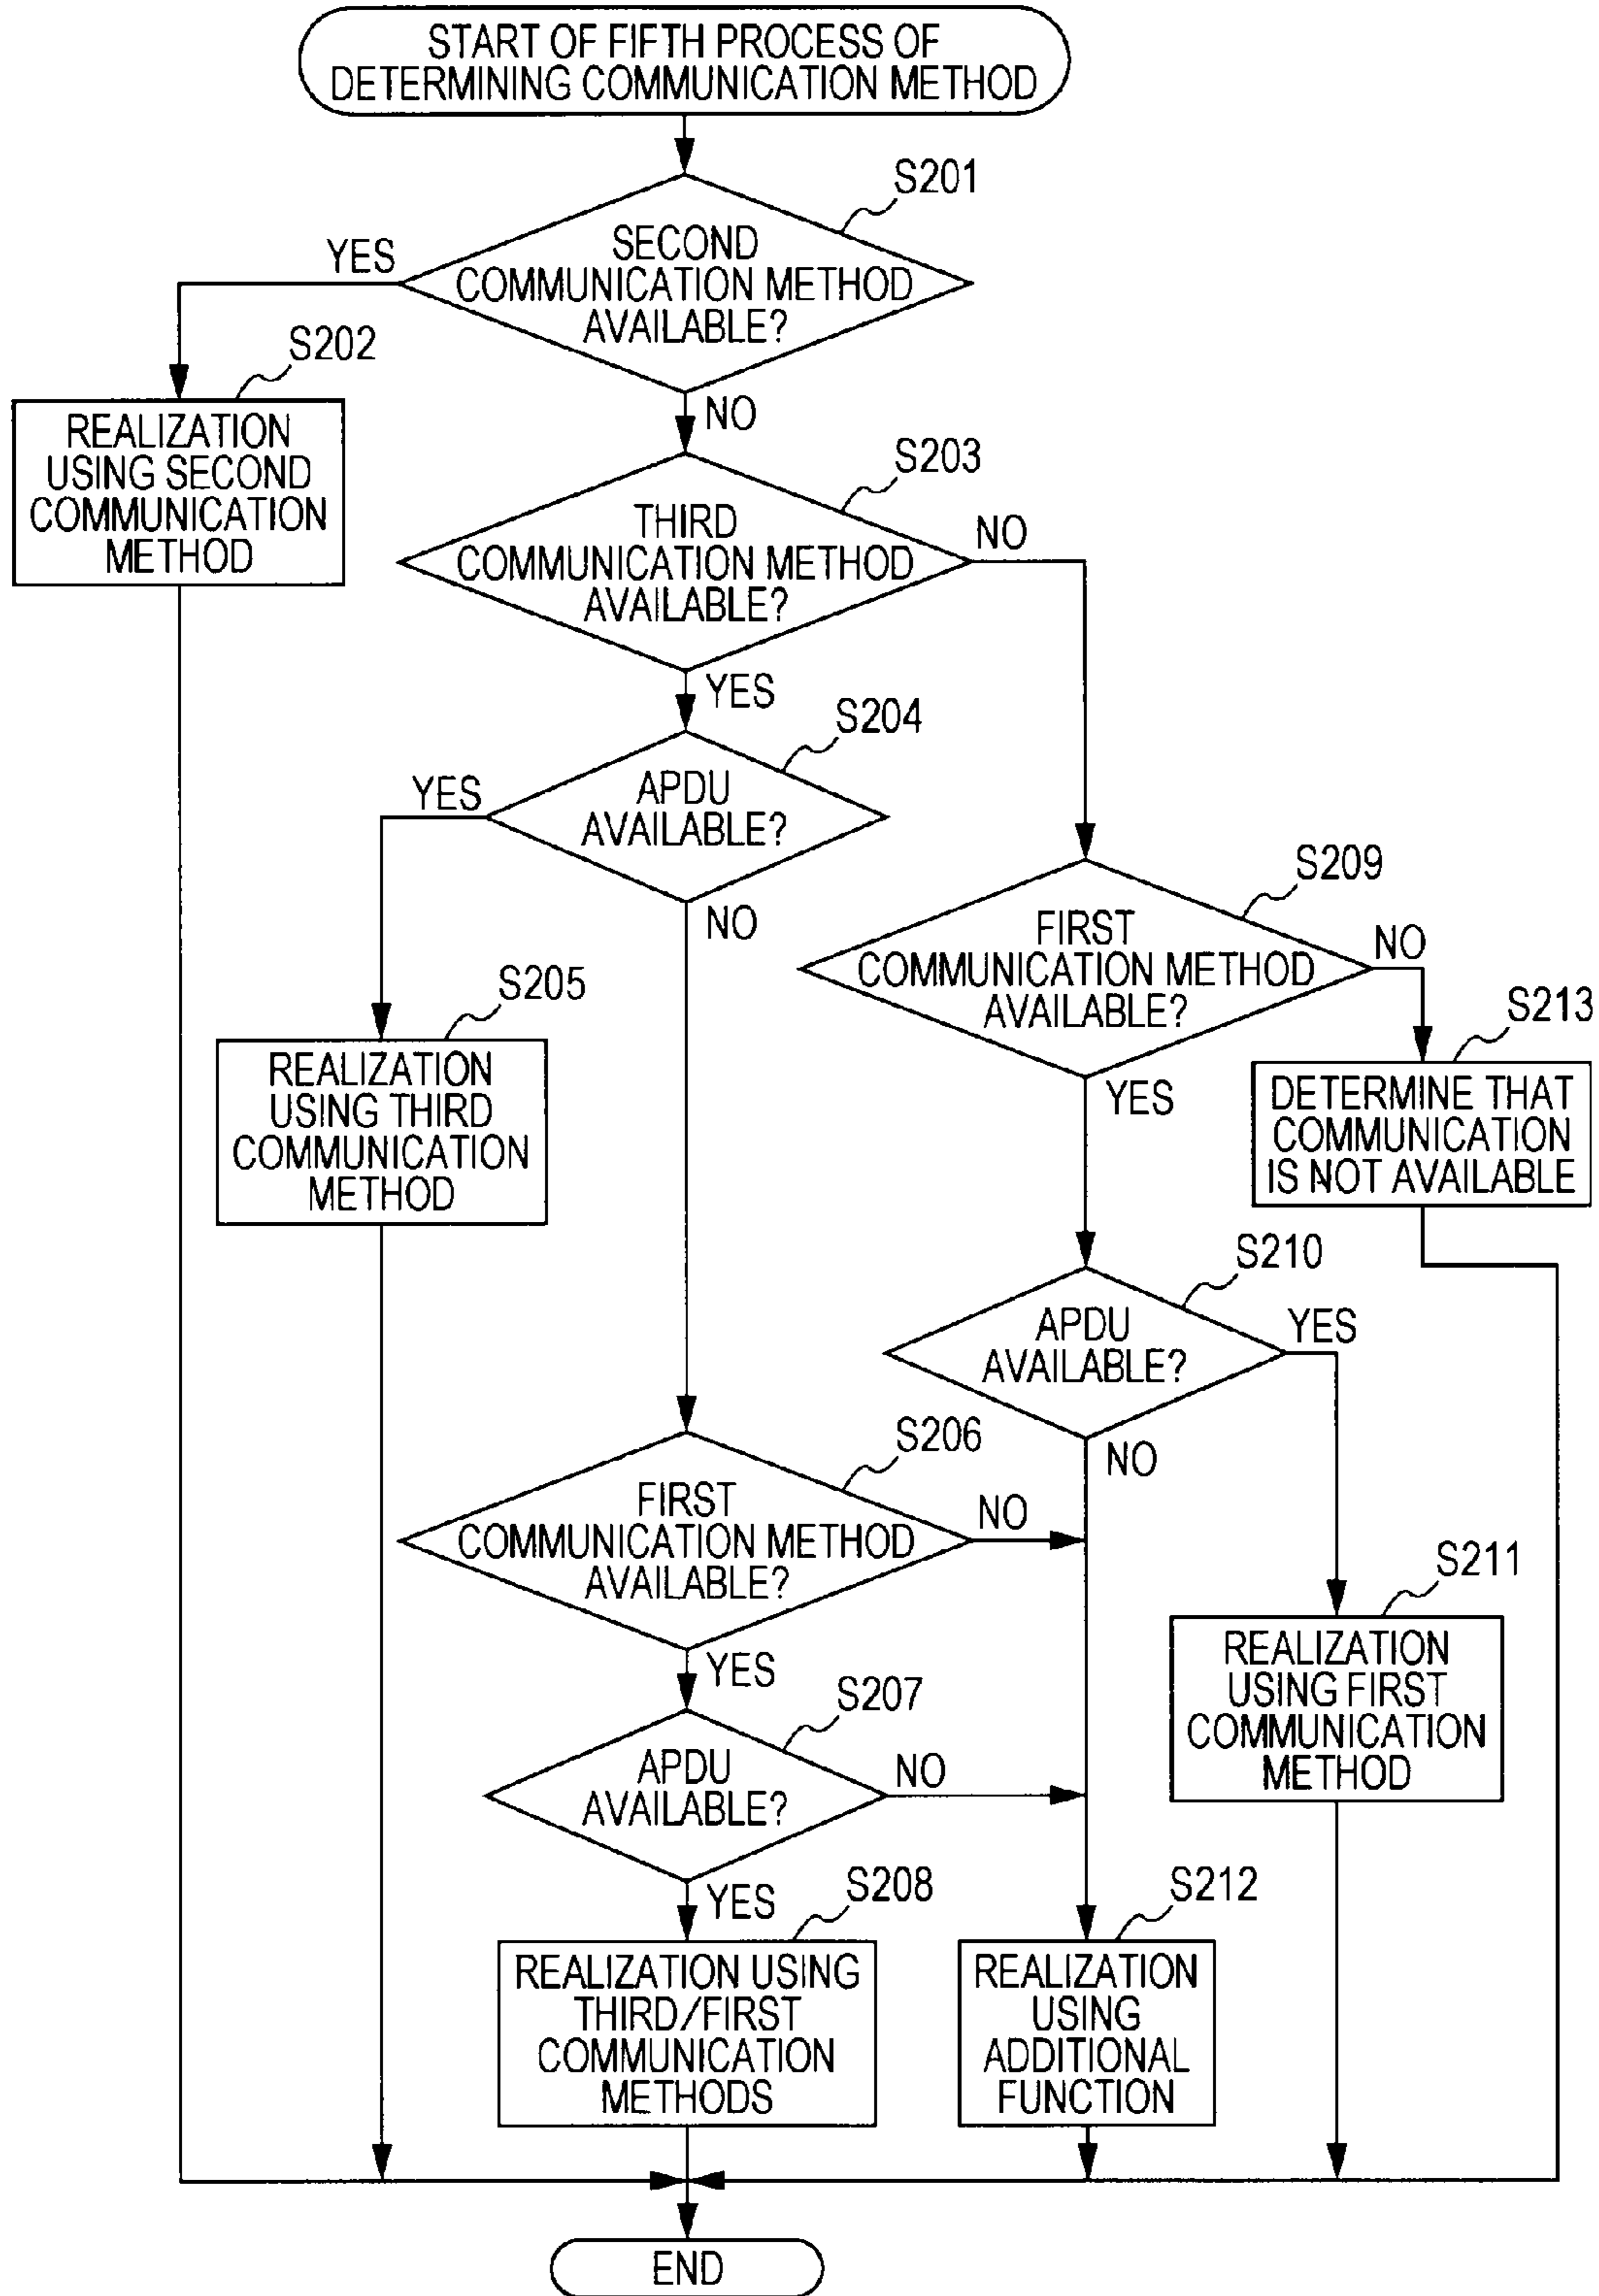 START OF FIFTH PROCESS OF
DETERMINING COMMUNICATION METHOD
S201
SECOND
COMMUNICATION METHOD
AVAILABLE?
YES
NO
S202
REALIZATION
USING SECOND
COMMUNICATION
METHOD
S203
THIRD
COMMUNICATION METHOD
AVAILABLE?
NO
YES
S204
APDU
AVAILABLE?
YES
NO
S205
REALIZATION
USING THIRD
COMMUNICATION
METHOD
S209
FIRST
COMMUNICATION METHOD
AVAILABLE?
NO
YES
S213
DETERMINE THAT
COMMUNICATION
IS NOT AVAILABLE
S210
APDU
AVAILABLE?
YES
NO
S206
FIRST
COMMUNICATION METHOD
AVAILABLE?
NO
YES
S211
REALIZATION
USING FIRST
COMMUNICATION
METHOD
S207
APDU
AVAILABLE?
NO
YES
S208
REALIZATION USING
THIRD/FIRST
COMMUNICATION
METHODS
S212
REALIZATION
USING
ADDITIONAL
FUNCTION
END